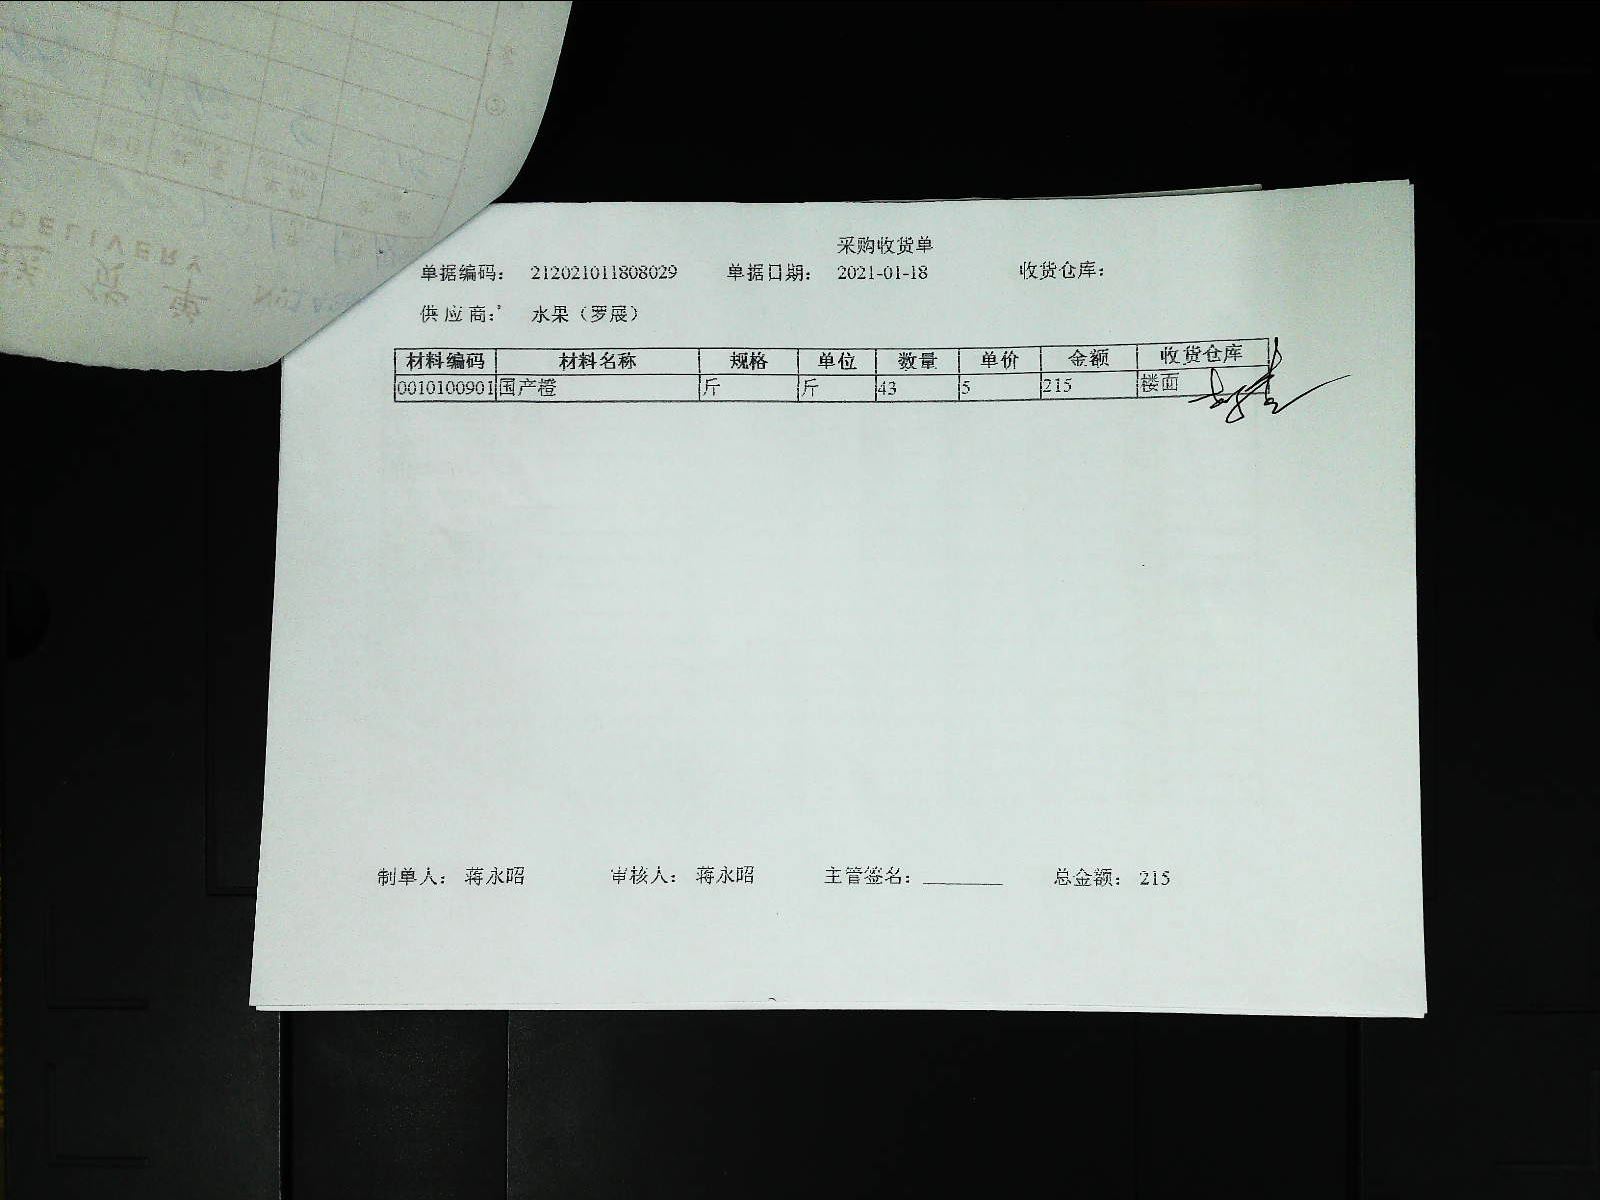 采购收货单
单据编码： 212021011808029 单据日期： 2021-01-18 收货仓库：
供应商： 水果（罗展）
材料编码 材料名称 规格 单位 数量 单价 金额 收货仓库
0010100901 国产橙 斤 斤 43 5 215 楼面
制单人： 蒋永昭 审核人： 蒋永昭 主管签名：________ 总金额： 215
DELIVERY